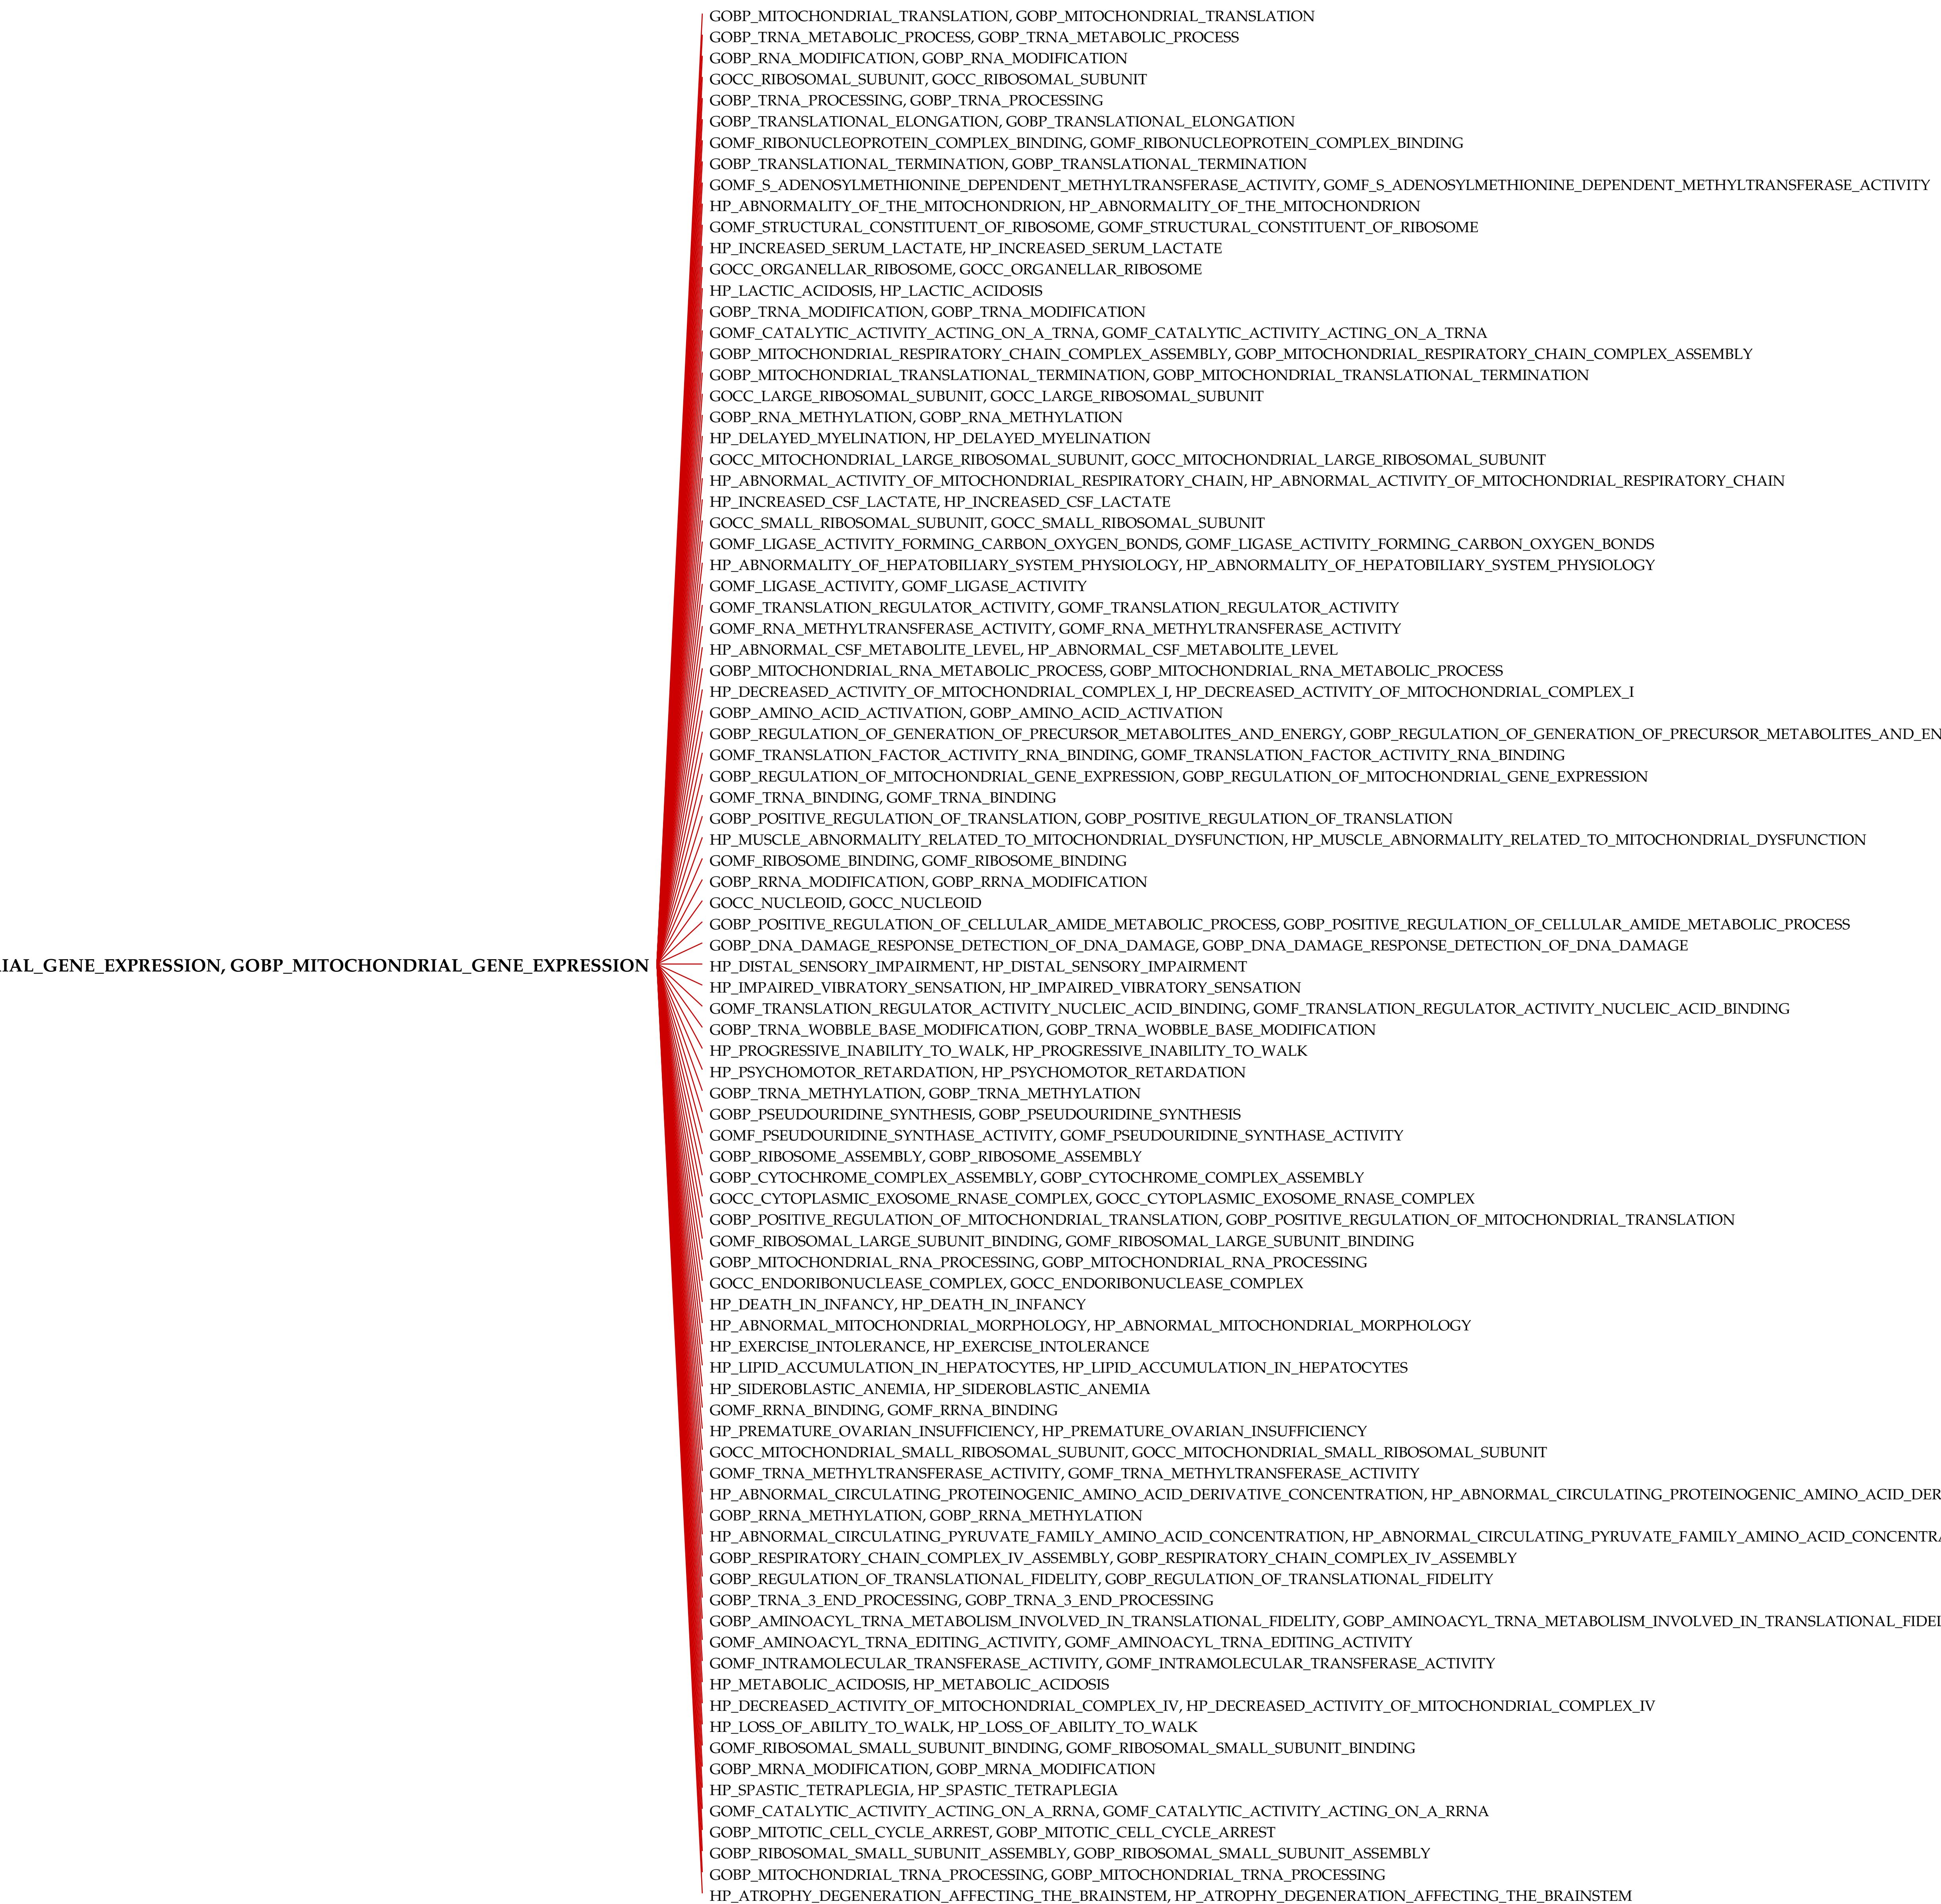 GOBP_MITOCHONDRIAL_TRANSLATION, GOBP_MITOCHONDRIAL_TRANSLATION
GOBP_TRNA_METABOLIC_PROCESS, GOBP_TRNA_METABOLIC_PROCESS
GOBP_RNA_MODIFICATION, GOBP_RNA_MODIFICATION
GOCC_RIBOSOMAL_SUBUNIT, GOCC_RIBOSOMAL_SUBUNIT
GOBP_TRNA_PROCESSING, GOBP_TRNA_PROCESSING
GOBP_TRANSLATIONAL_ELONGATION, GOBP_TRANSLATIONAL_ELONGATION
GOMF_RIBONUCLEOPROTEIN_COMPLEX_BINDING, GOMF_RIBONUCLEOPROTEIN_COMPLEX_BINDING
GOBP_TRANSLATIONAL_TERMINATION, GOBP_TRANSLATIONAL_TERMINATION
GOMF_S_ADENOSYLMETHIONINE_DEPENDENT_METHYLTRANSFERASE_ACTIVITY, GOMF_S_ADENOSYLMETHIONINE_DEPENDENT_METHYLTRANSFERASE_ACTIVITY
HP_ABNORMALITY_OF_THE_MITOCHONDRION, HP_ABNORMALITY_OF_THE_MITOCHONDRION
GOMF_STRUCTURAL_CONSTITUENT_OF_RIBOSOME, GOMF_STRUCTURAL_CONSTITUENT_OF_RIBOSOME
HP_INCREASED_SERUM_LACTATE, HP_INCREASED_SERUM_LACTATE
GOCC_ORGANELLAR_RIBOSOME, GOCC_ORGANELLAR_RIBOSOME
HP_LACTIC_ACIDOSIS, HP_LACTIC_ACIDOSIS
GOBP_TRNA_MODIFICATION, GOBP_TRNA_MODIFICATION
GOMF_CATALYTIC_ACTIVITY_ACTING_ON_A_TRNA, GOMF_CATALYTIC_ACTIVITY_ACTING_ON_A_TRNA
GOBP_MITOCHONDRIAL_RESPIRATORY_CHAIN_COMPLEX_ASSEMBLY, GOBP_MITOCHONDRIAL_RESPIRATORY_CHAIN_COMPLEX_ASSEMBLY
GOBP_MITOCHONDRIAL_TRANSLATIONAL_TERMINATION, GOBP_MITOCHONDRIAL_TRANSLATIONAL_TERMINATION
GOCC_LARGE_RIBOSOMAL_SUBUNIT, GOCC_LARGE_RIBOSOMAL_SUBUNIT
GOBP_RNA_METHYLATION, GOBP_RNA_METHYLATION
HP_DELAYED_MYELINATION, HP_DELAYED_MYELINATION
GOCC_MITOCHONDRIAL_LARGE_RIBOSOMAL_SUBUNIT, GOCC_MITOCHONDRIAL_LARGE_RIBOSOMAL_SUBUNIT
HP_ABNORMAL_ACTIVITY_OF_MITOCHONDRIAL_RESPIRATORY_CHAIN, HP_ABNORMAL_ACTIVITY_OF_MITOCHONDRIAL_RESPIRATORY_CHAIN
HP_INCREASED_CSF_LACTATE, HP_INCREASED_CSF_LACTATE
GOCC_SMALL_RIBOSOMAL_SUBUNIT, GOCC_SMALL_RIBOSOMAL_SUBUNIT
GOMF_LIGASE_ACTIVITY_FORMING_CARBON_OXYGEN_BONDS, GOMF_LIGASE_ACTIVITY_FORMING_CARBON_OXYGEN_BONDS
HP_ABNORMALITY_OF_HEPATOBILIARY_SYSTEM_PHYSIOLOGY, HP_ABNORMALITY_OF_HEPATOBILIARY_SYSTEM_PHYSIOLOGY
GOMF_LIGASE_ACTIVITY, GOMF_LIGASE_ACTIVITY
GOMF_TRANSLATION_REGULATOR_ACTIVITY, GOMF_TRANSLATION_REGULATOR_ACTIVITY
GOMF_RNA_METHYLTRANSFERASE_ACTIVITY, GOMF_RNA_METHYLTRANSFERASE_ACTIVITY
HP_ABNORMAL_CSF_METABOLITE_LEVEL, HP_ABNORMAL_CSF_METABOLITE_LEVEL
GOBP_MITOCHONDRIAL_RNA_METABOLIC_PROCESS, GOBP_MITOCHONDRIAL_RNA_METABOLIC_PROCESS
HP_DECREASED_ACTIVITY_OF_MITOCHONDRIAL_COMPLEX_I, HP_DECREASED_ACTIVITY_OF_MITOCHONDRIAL_COMPLEX_I
GOBP_AMINO_ACID_ACTIVATION, GOBP_AMINO_ACID_ACTIVATION
GOBP_REGULATION_OF_GENERATION_OF_PRECURSOR_METABOLITES_AND_ENERGY, GOBP_REGULATION_OF_GENERATION_OF_PRECURSOR_METABOLITES_AND_EN
GOMF_TRANSLATION_FACTOR_ACTIVITY_RNA_BINDING, GOMF_TRANSLATION_FACTOR_ACTIVITY_RNA_BINDING
GOBP_REGULATION_OF_MITOCHONDRIAL_GENE_EXPRESSION, GOBP_REGULATION_OF_MITOCHONDRIAL_GENE_EXPRESSION
GOMF_TRNA_BINDING, GOMF_TRNA_BINDING
GOBP_POSITIVE_REGULATION_OF_TRANSLATION, GOBP_POSITIVE_REGULATION_OF_TRANSLATION
HP_MUSCLE_ABNORMALITY_RELATED_TO_MITOCHONDRIAL_DYSFUNCTION, HP_MUSCLE_ABNORMALITY_RELATED_TO_MITOCHONDRIAL_DYSFUNCTION
GOMF_RIBOSOME_BINDING, GOMF_RIBOSOME_BINDING
GOBP_RRNA_MODIFICATION, GOBP_RRNA_MODIFICATION
GOCC_NUCLEOID, GOCC_NUCLEOID
GOBP_POSITIVE_REGULATION_OF_CELLULAR_AMIDE_METABOLIC_PROCESS, GOBP_POSITIVE_REGULATION_OF_CELLULAR_AMIDE_METABOLIC_PROCESS
GOBP_DNA_DAMAGE_RESPONSE_DETECTION_OF_DNA_DAMAGE, GOBP_DNA_DAMAGE_RESPONSE_DETECTION_OF_DNA_DAMAGE
IAL_GENE_EXPRESSION, GOBP_MITOCHONDRIAL_GENE_EXPRESSION
HP_DISTAL_SENSORY_IMPAIRMENT, HP_DISTAL_SENSORY_IMPAIRMENT
HP_IMPAIRED_VIBRATORY_SENSATION, HP_IMPAIRED_VIBRATORY_SENSATION
GOMF_TRANSLATION_REGULATOR_ACTIVITY_NUCLEIC_ACID_BINDING, GOMF_TRANSLATION_REGULATOR_ACTIVITY_NUCLEIC_ACID_BINDING
GOBP_TRNA_WOBBLE_BASE_MODIFICATION, GOBP_TRNA_WOBBLE_BASE_MODIFICATION
HP_PROGRESSIVE_INABILITY_TO_WALK, HP_PROGRESSIVE_INABILITY_TO_WALK
HP_PSYCHOMOTOR_RETARDATION, HP_PSYCHOMOTOR_RETARDATION
GOBP_TRNA_METHYLATION, GOBP_TRNA_METHYLATION
GOBP_PSEUDOURIDINE_SYNTHESIS, GOBP_PSEUDOURIDINE_SYNTHESIS
GOMF_PSEUDOURIDINE_SYNTHASE_ACTIVITY, GOMF_PSEUDOURIDINE_SYNTHASE_ACTIVITY
GOBP_RIBOSOME_ASSEMBLY, GOBP_RIBOSOME_ASSEMBLY
GOBP_CYTOCHROME_COMPLEX_ASSEMBLY, GOBP_CYTOCHROME_COMPLEX_ASSEMBLY
GOCC_CYTOPLASMIC_EXOSOME_RNASE_COMPLEX, GOCC_CYTOPLASMIC_EXOSOME_RNASE_COMPLEX
GOBP_POSITIVE_REGULATION_OF_MITOCHONDRIAL_TRANSLATION, GOBP_POSITIVE_REGULATION_OF_MITOCHONDRIAL_TRANSLATION
GOMF_RIBOSOMAL_LARGE_SUBUNIT_BINDING, GOMF_RIBOSOMAL_LARGE_SUBUNIT_BINDING
GOBP_MITOCHONDRIAL_RNA_PROCESSING, GOBP_MITOCHONDRIAL_RNA_PROCESSING
GOCC_ENDORIBONUCLEASE_COMPLEX, GOCC_ENDORIBONUCLEASE_COMPLEX
HP_DEATH_IN_INFANCY, HP_DEATH_IN_INFANCY
HP_ABNORMAL_MITOCHONDRIAL_MORPHOLOGY, HP_ABNORMAL_MITOCHONDRIAL_MORPHOLOGY
HP_EXERCISE_INTOLERANCE, HP_EXERCISE_INTOLERANCE
HP_LIPID_ACCUMULATION_IN_HEPATOCYTES, HP_LIPID_ACCUMULATION_IN_HEPATOCYTES
HP_SIDEROBLASTIC_ANEMIA, HP_SIDEROBLASTIC_ANEMIA
GOMF_RRNA_BINDING, GOMF_RRNA_BINDING
HP_PREMATURE_OVARIAN_INSUFFICIENCY, HP_PREMATURE_OVARIAN_INSUFFICIENCY
GOCC_MITOCHONDRIAL_SMALL_RIBOSOMAL_SUBUNIT, GOCC_MITOCHONDRIAL_SMALL_RIBOSOMAL_SUBUNIT
GOMF_TRNA_METHYLTRANSFERASE_ACTIVITY, GOMF_TRNA_METHYLTRANSFERASE_ACTIVITY
HP_ABNORMAL_CIRCULATING_PROTEINOGENIC_AMINO_ACID_DERIVATIVE_CONCENTRATION, HP_ABNORMAL_CIRCULATING_PROTEINOGENIC_AMINO_ACID_DER
GOBP_RRNA_METHYLATION, GOBP_RRNA_METHYLATION
HP_ABNORMAL_CIRCULATING_PYRUVATE_FAMILY_AMINO_ACID_CONCENTRATION, HP_ABNORMAL_CIRCULATING_PYRUVATE_FAMILY_AMINO_ACID_CONCENTRA
GOBP_RESPIRATORY_CHAIN_COMPLEX_IV_ASSEMBLY, GOBP_RESPIRATORY_CHAIN_COMPLEX_IV_ASSEMBLY
GOBP_REGULATION_OF_TRANSLATIONAL_FIDELITY, GOBP_REGULATION_OF_TRANSLATIONAL_FIDELITY
GOBP_TRNA_3_END_PROCESSING, GOBP_TRNA_3_END_PROCESSING
GOBP_AMINOACYL_TRNA_METABOLISM_INVOLVED_IN_TRANSLATIONAL_FIDELITY, GOBP_AMINOACYL_TRNA_METABOLISM_INVOLVED_IN_TRANSLATIONAL_FIDEL
GOMF_AMINOACYL_TRNA_EDITING_ACTIVITY, GOMF_AMINOACYL_TRNA_EDITING_ACTIVITY
GOMF_INTRAMOLECULAR_TRANSFERASE_ACTIVITY, GOMF_INTRAMOLECULAR_TRANSFERASE_ACTIVITY
HP_METABOLIC_ACIDOSIS, HP_METABOLIC_ACIDOSIS
HP_DECREASED_ACTIVITY_OF_MITOCHONDRIAL_COMPLEX_IV, HP_DECREASED_ACTIVITY_OF_MITOCHONDRIAL_COMPLEX_IV
HP_LOSS_OF_ABILITY_TO_WALK, HP_LOSS_OF_ABILITY_TO_WALK
GOMF_RIBOSOMAL_SMALL_SUBUNIT_BINDING, GOMF_RIBOSOMAL_SMALL_SUBUNIT_BINDING
GOBP_MRNA_MODIFICATION, GOBP_MRNA_MODIFICATION
HP_SPASTIC_TETRAPLEGIA, HP_SPASTIC_TETRAPLEGIA
GOMF_CATALYTIC_ACTIVITY_ACTING_ON_A_RRNA, GOMF_CATALYTIC_ACTIVITY_ACTING_ON_A_RRNA
GOBP_MITOTIC_CELL_CYCLE_ARREST, GOBP_MITOTIC_CELL_CYCLE_ARREST
GOBP_RIBOSOMAL_SMALL_SUBUNIT_ASSEMBLY, GOBP_RIBOSOMAL_SMALL_SUBUNIT_ASSEMBLY
GOBP_MITOCHONDRIAL_TRNA_PROCESSING, GOBP_MITOCHONDRIAL_TRNA_PROCESSING
HP_ATROPHY_DEGENERATION_AFFECTING_THE_BRAINSTEM, HP_ATROPHY_DEGENERATION_AFFECTING_THE_BRAINSTEM